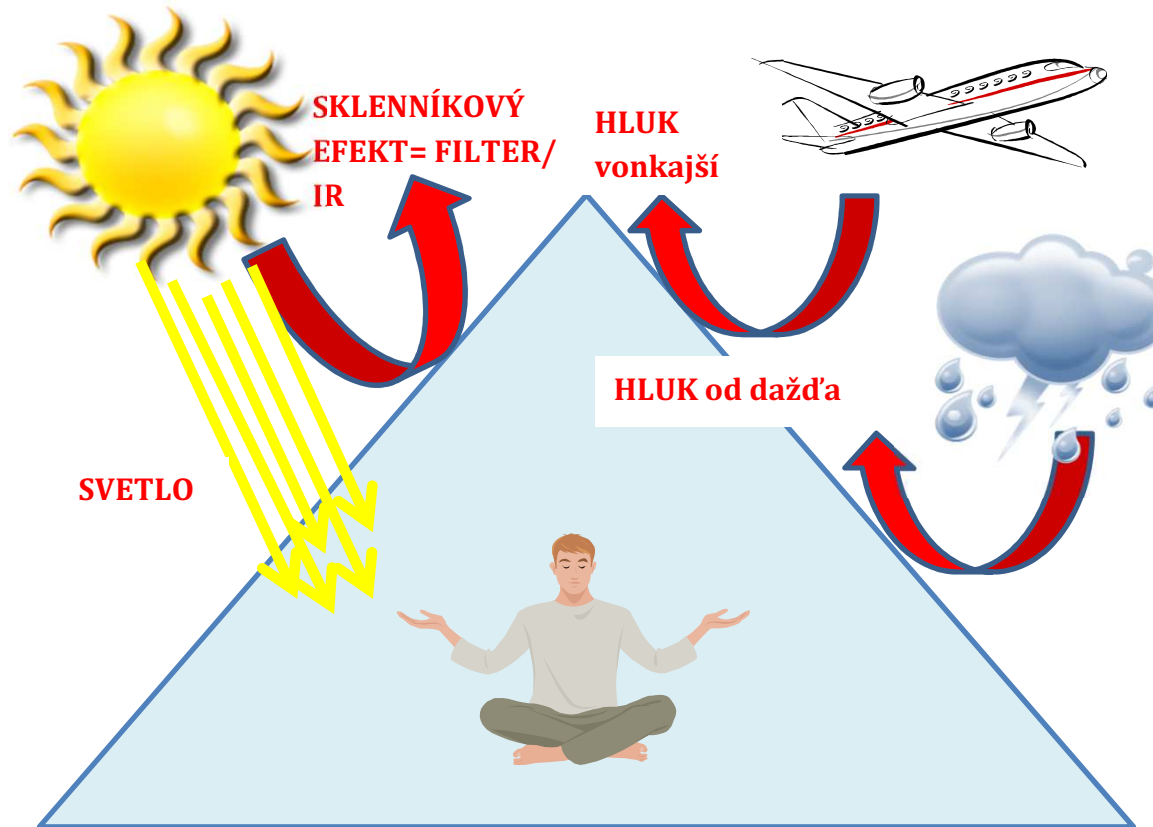 SKLENNÍKOVÝ
EFEKT= FILTER/
IR
HLUK
vonkajší
HLUK od dažďa
SVETLO